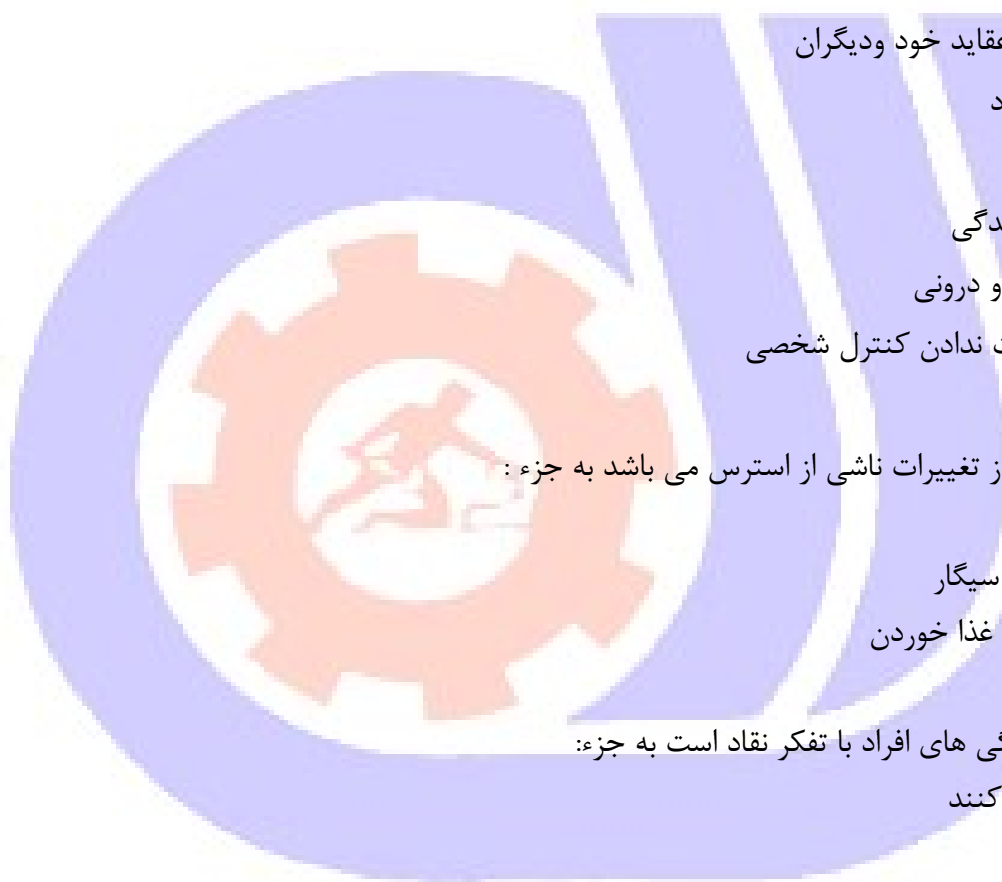 عقاید خود ودیگران
د
دگی
و درونی
ندادن کنترل شخصی
ز تغییرات ناشی از استرس می باشد به جزء :
سیگار
غذا خوردن
گی های افراد با تفکر نقاد است به جزء:
کنند